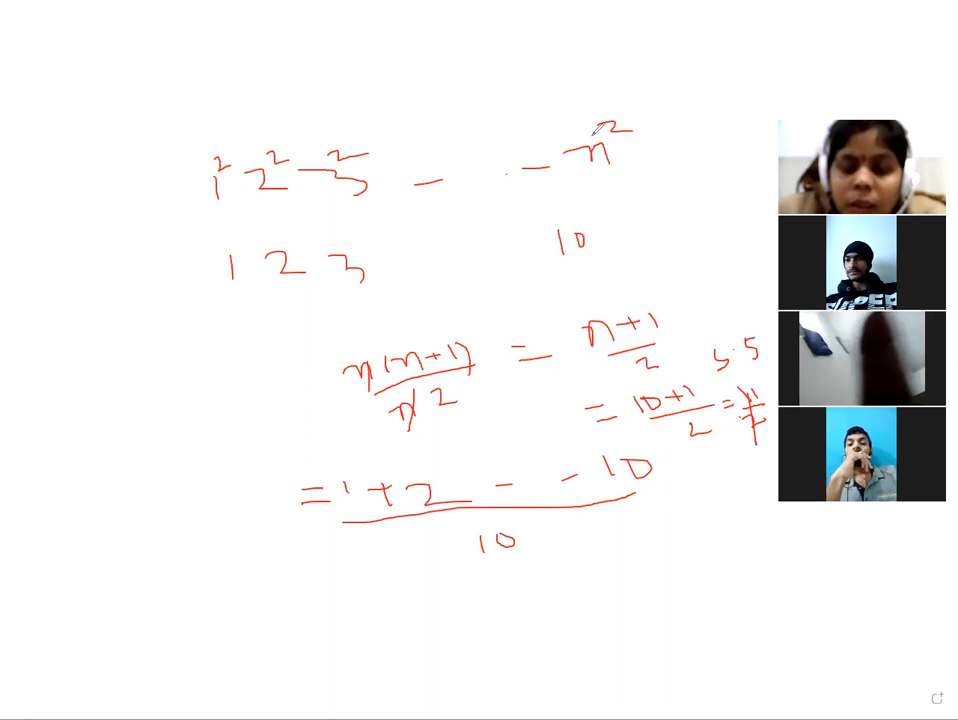 1² 2² 3² - - n²
1 2 3 10
n(n+1)/n2 = n+1/2 5.5
= 10+1/2 = 11/2
= 1+2 - - 10/10